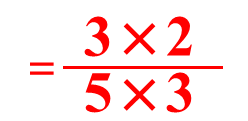 = 3 × 2
5 × 3